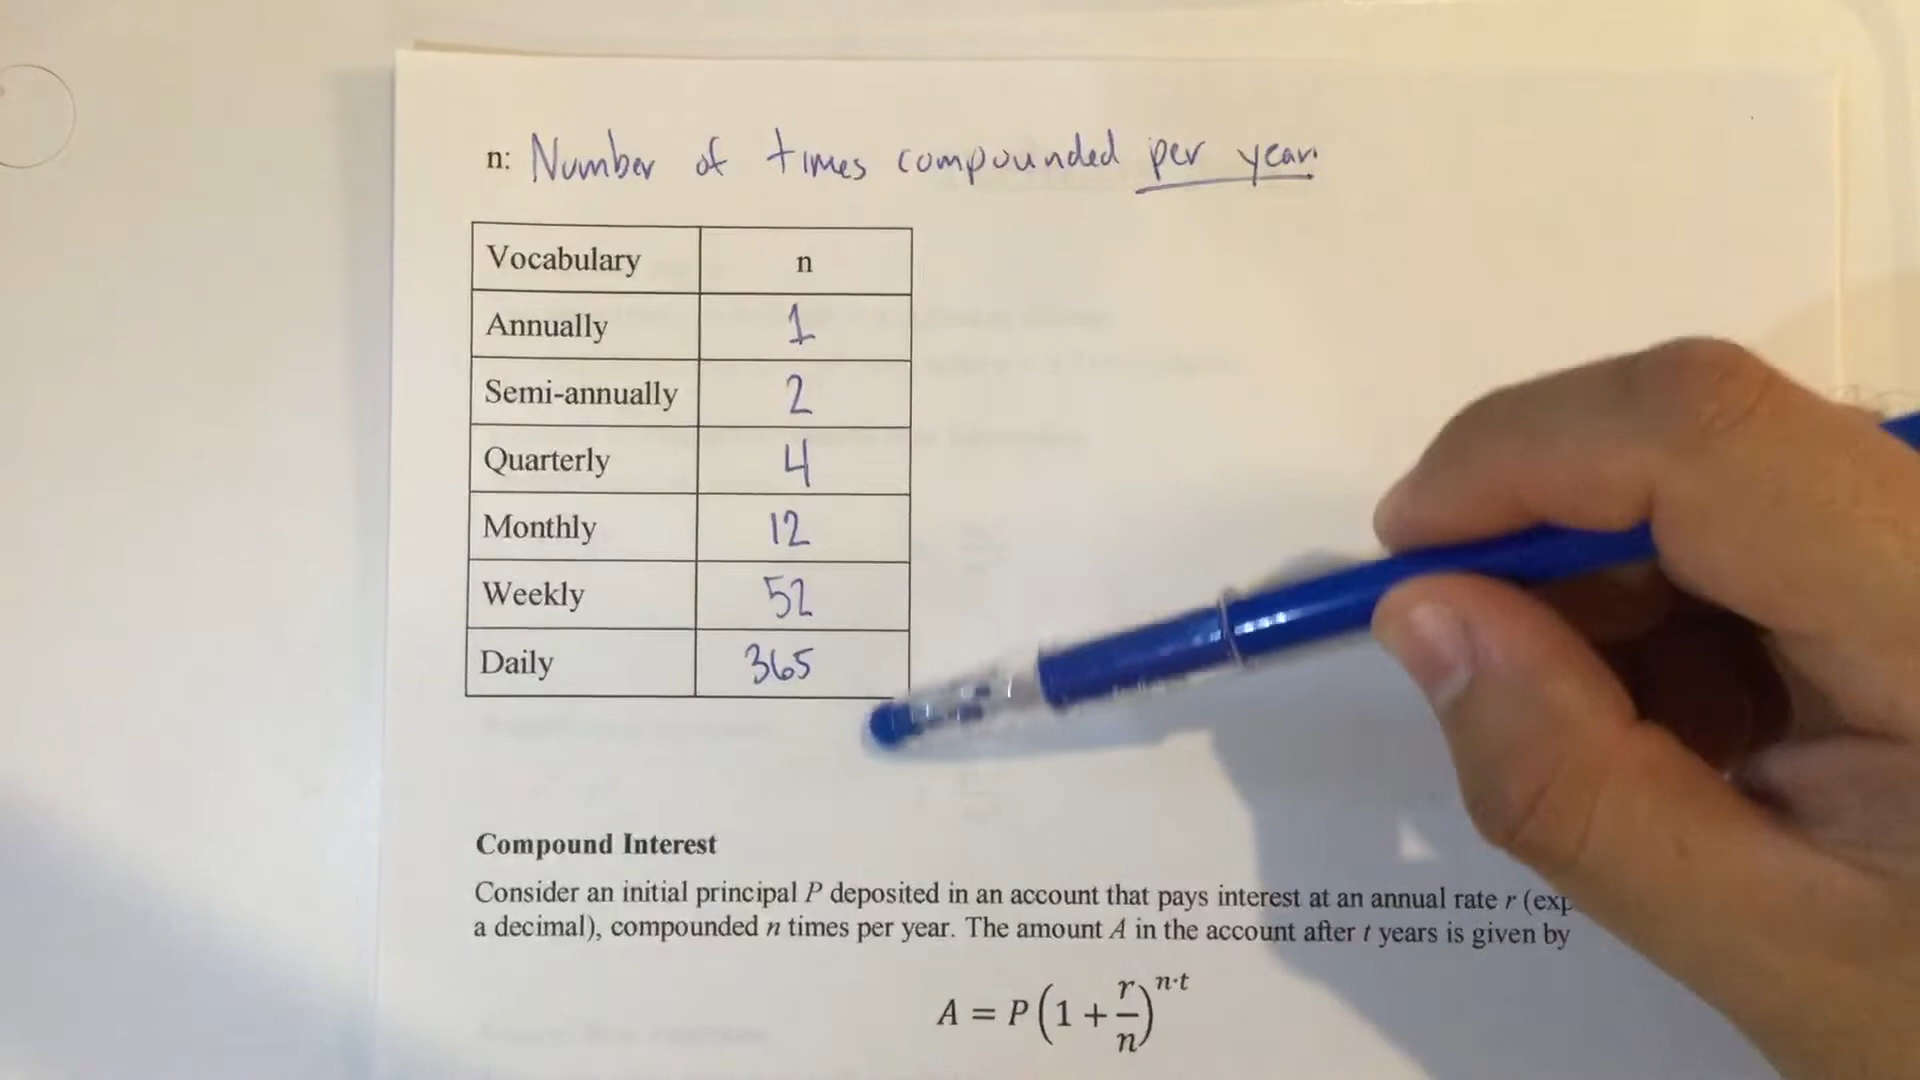 n: Number of times compounded per year.
Vocabulary n
Annually 1
Semi-annually 2
Quarterly 4
Monthly 12
Weekly 52
Daily 365
Compound Interest
Consider an initial principal P deposited in an account that pays interest at an annual rate r (exp
a decimal), compounded n times per year. The amount A in the account after t years is given by
A = P(1 + r/n)^{n·t}